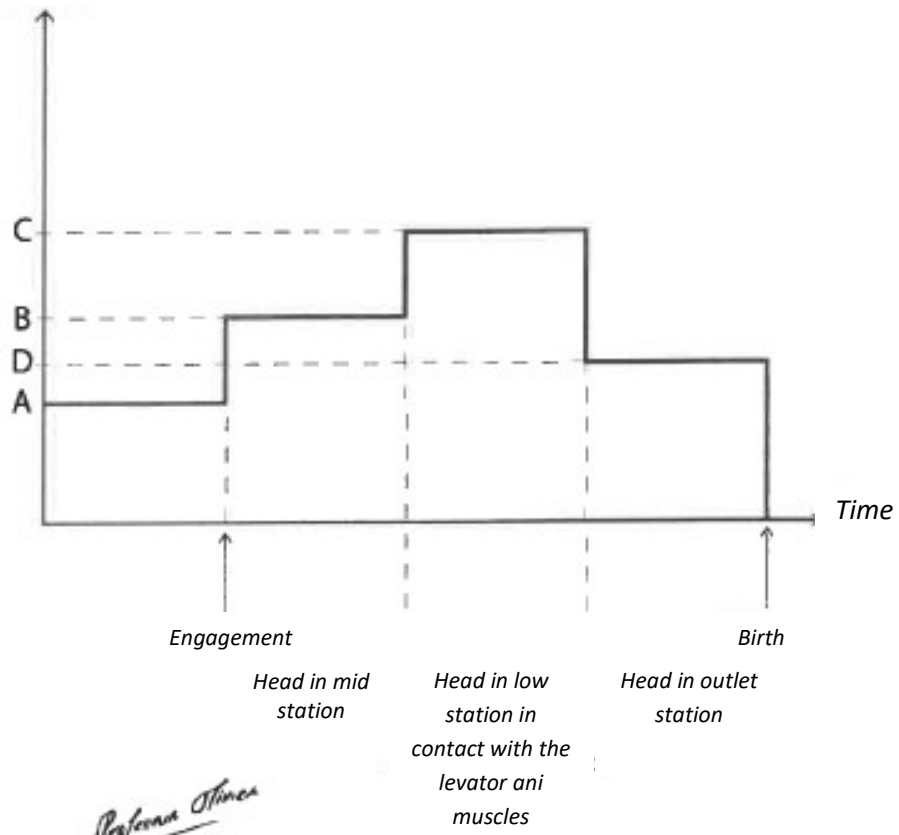 C
B
D
A
Time
Engagement
Birth
Head in mid
station
Head in low
station in
contact with the
levator ani
muscles
Head in outlet
station